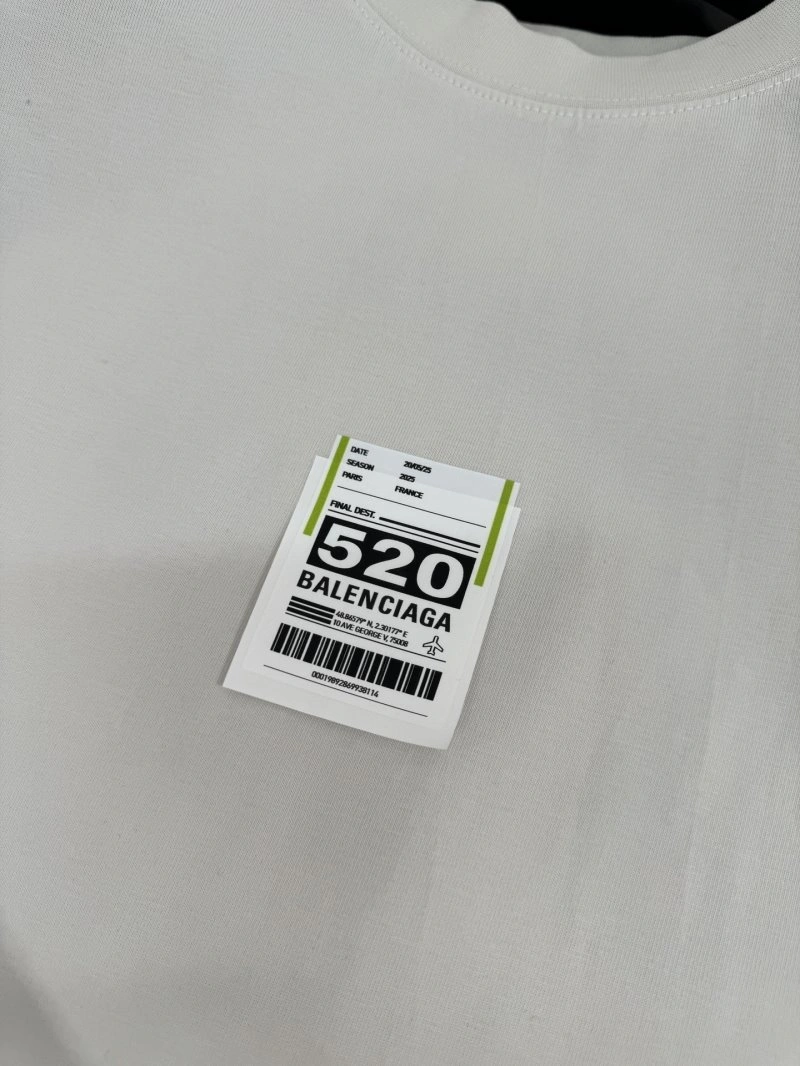 DATE 20/05/25
SEASON 2025
PARIS FRANCE
FINAL DEST.
520
BALENCIAGA
48.86579° N, 2.30177° E
10 AVE GEORGE V, 75008
0001989286993B114